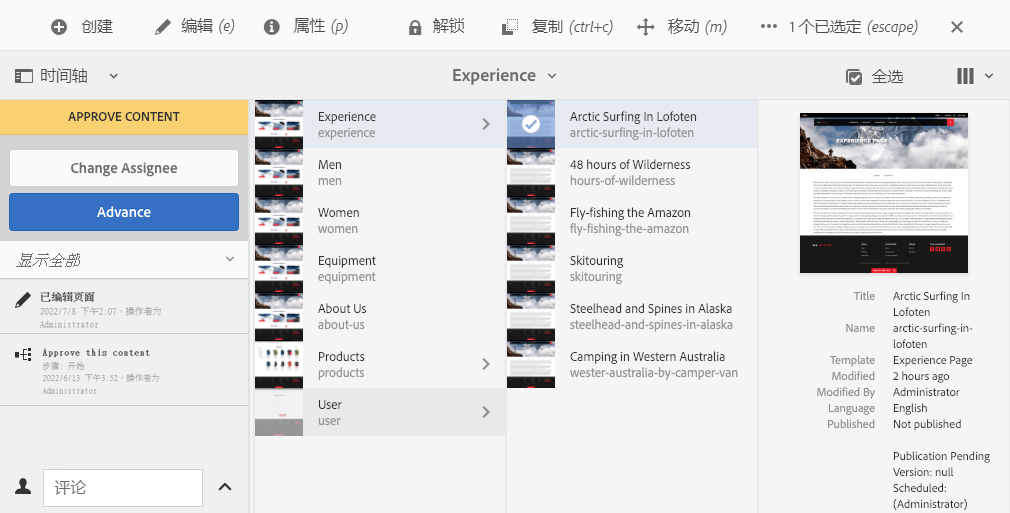 创建
编辑 (e)
属性 (p)
解锁
复制 (ctrl+c)
移动 (m)
1 个已选定 (escape)
时间轴
Experience
全选
APPROVE CONTENT
Change Assignee
Advance
显示全部
已编辑页面
2022/7/8 下午2:07，操作者为
Administrator
Approve this content
步骤：开始
2022/6/13 下午3:52，操作者为
Administrator
评论
Experience
experience
Men
men
Women
women
Equipment
equipment
About Us
about-us
Products
products
User
user
Arctic Surfing In Lofoten
arctic-surfing-in-lofoten
48 hours of Wilderness
hours-of-wilderness
Fly-fishing the Amazon
fly-fishing-the-amazon
Skitouring
skitouring
Steelhead and Spines in Alaska
steelhead-and-spines-in-alaska
Camping in Western Australia
wester-australia-by-camper-van
EXPERIENCE PAGE
Title Arctic Surfing In
Lofoten
Name arctic-surfing-in-
lofoten
Template Experience Page
Modified 2 hours ago
Modified By Administrator
Language English
Published Not published
Publication Pending
Version: null
Scheduled:
(Administrator)